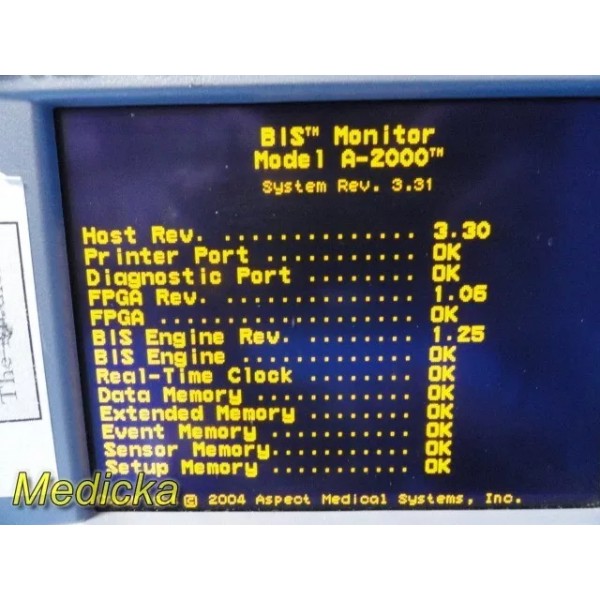 BIS™ Monitor
Model A-2000™
System Rev. 3.31
Host Rev. ............... 3.30
Printer Port ............ OK
Diagnostic Port ........ OK
FPGA Rev. .............. 1.06
FPGA .................... OK
BIS Engine Rev. ........ 1.25
BIS Engine ............. OK
Real-Time Clock ........ OK
Data Memory ............ OK
Extended Memory ........ OK
Event Memory ........... OK
Sensor Memory........... OK
Setup Memory ........... OK
© 2004 Aspect Medical Systems, Inc.
Medicka
The